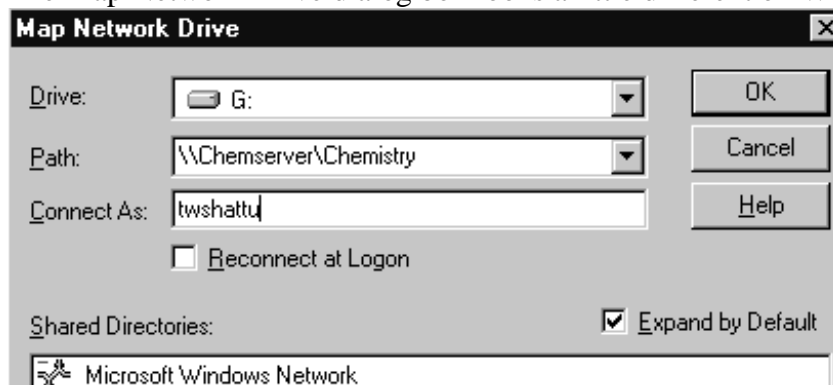 Map Network Drive
Drive:
G:
OK
Path:
\\Chemserver\Chemistry
Cancel
Connect As:
twshattu
Help
Reconnect at Logon
Shared Directories:
Expand by Default
Microsoft Windows Network